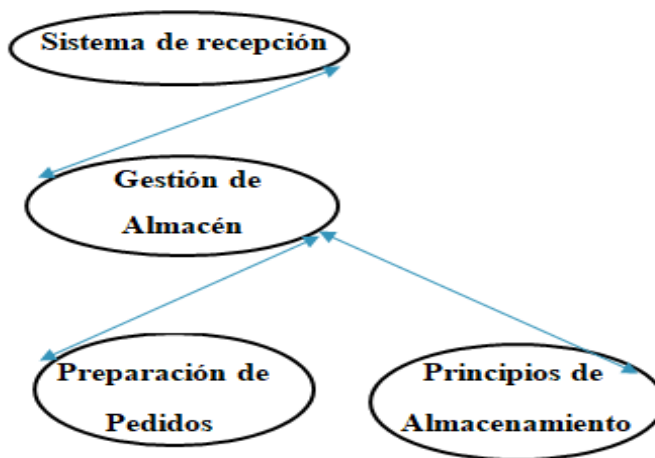 Sistema de recepción
Gestión de
Almacén
Preparación de
Pedidos
Principios de
Almacenamiento